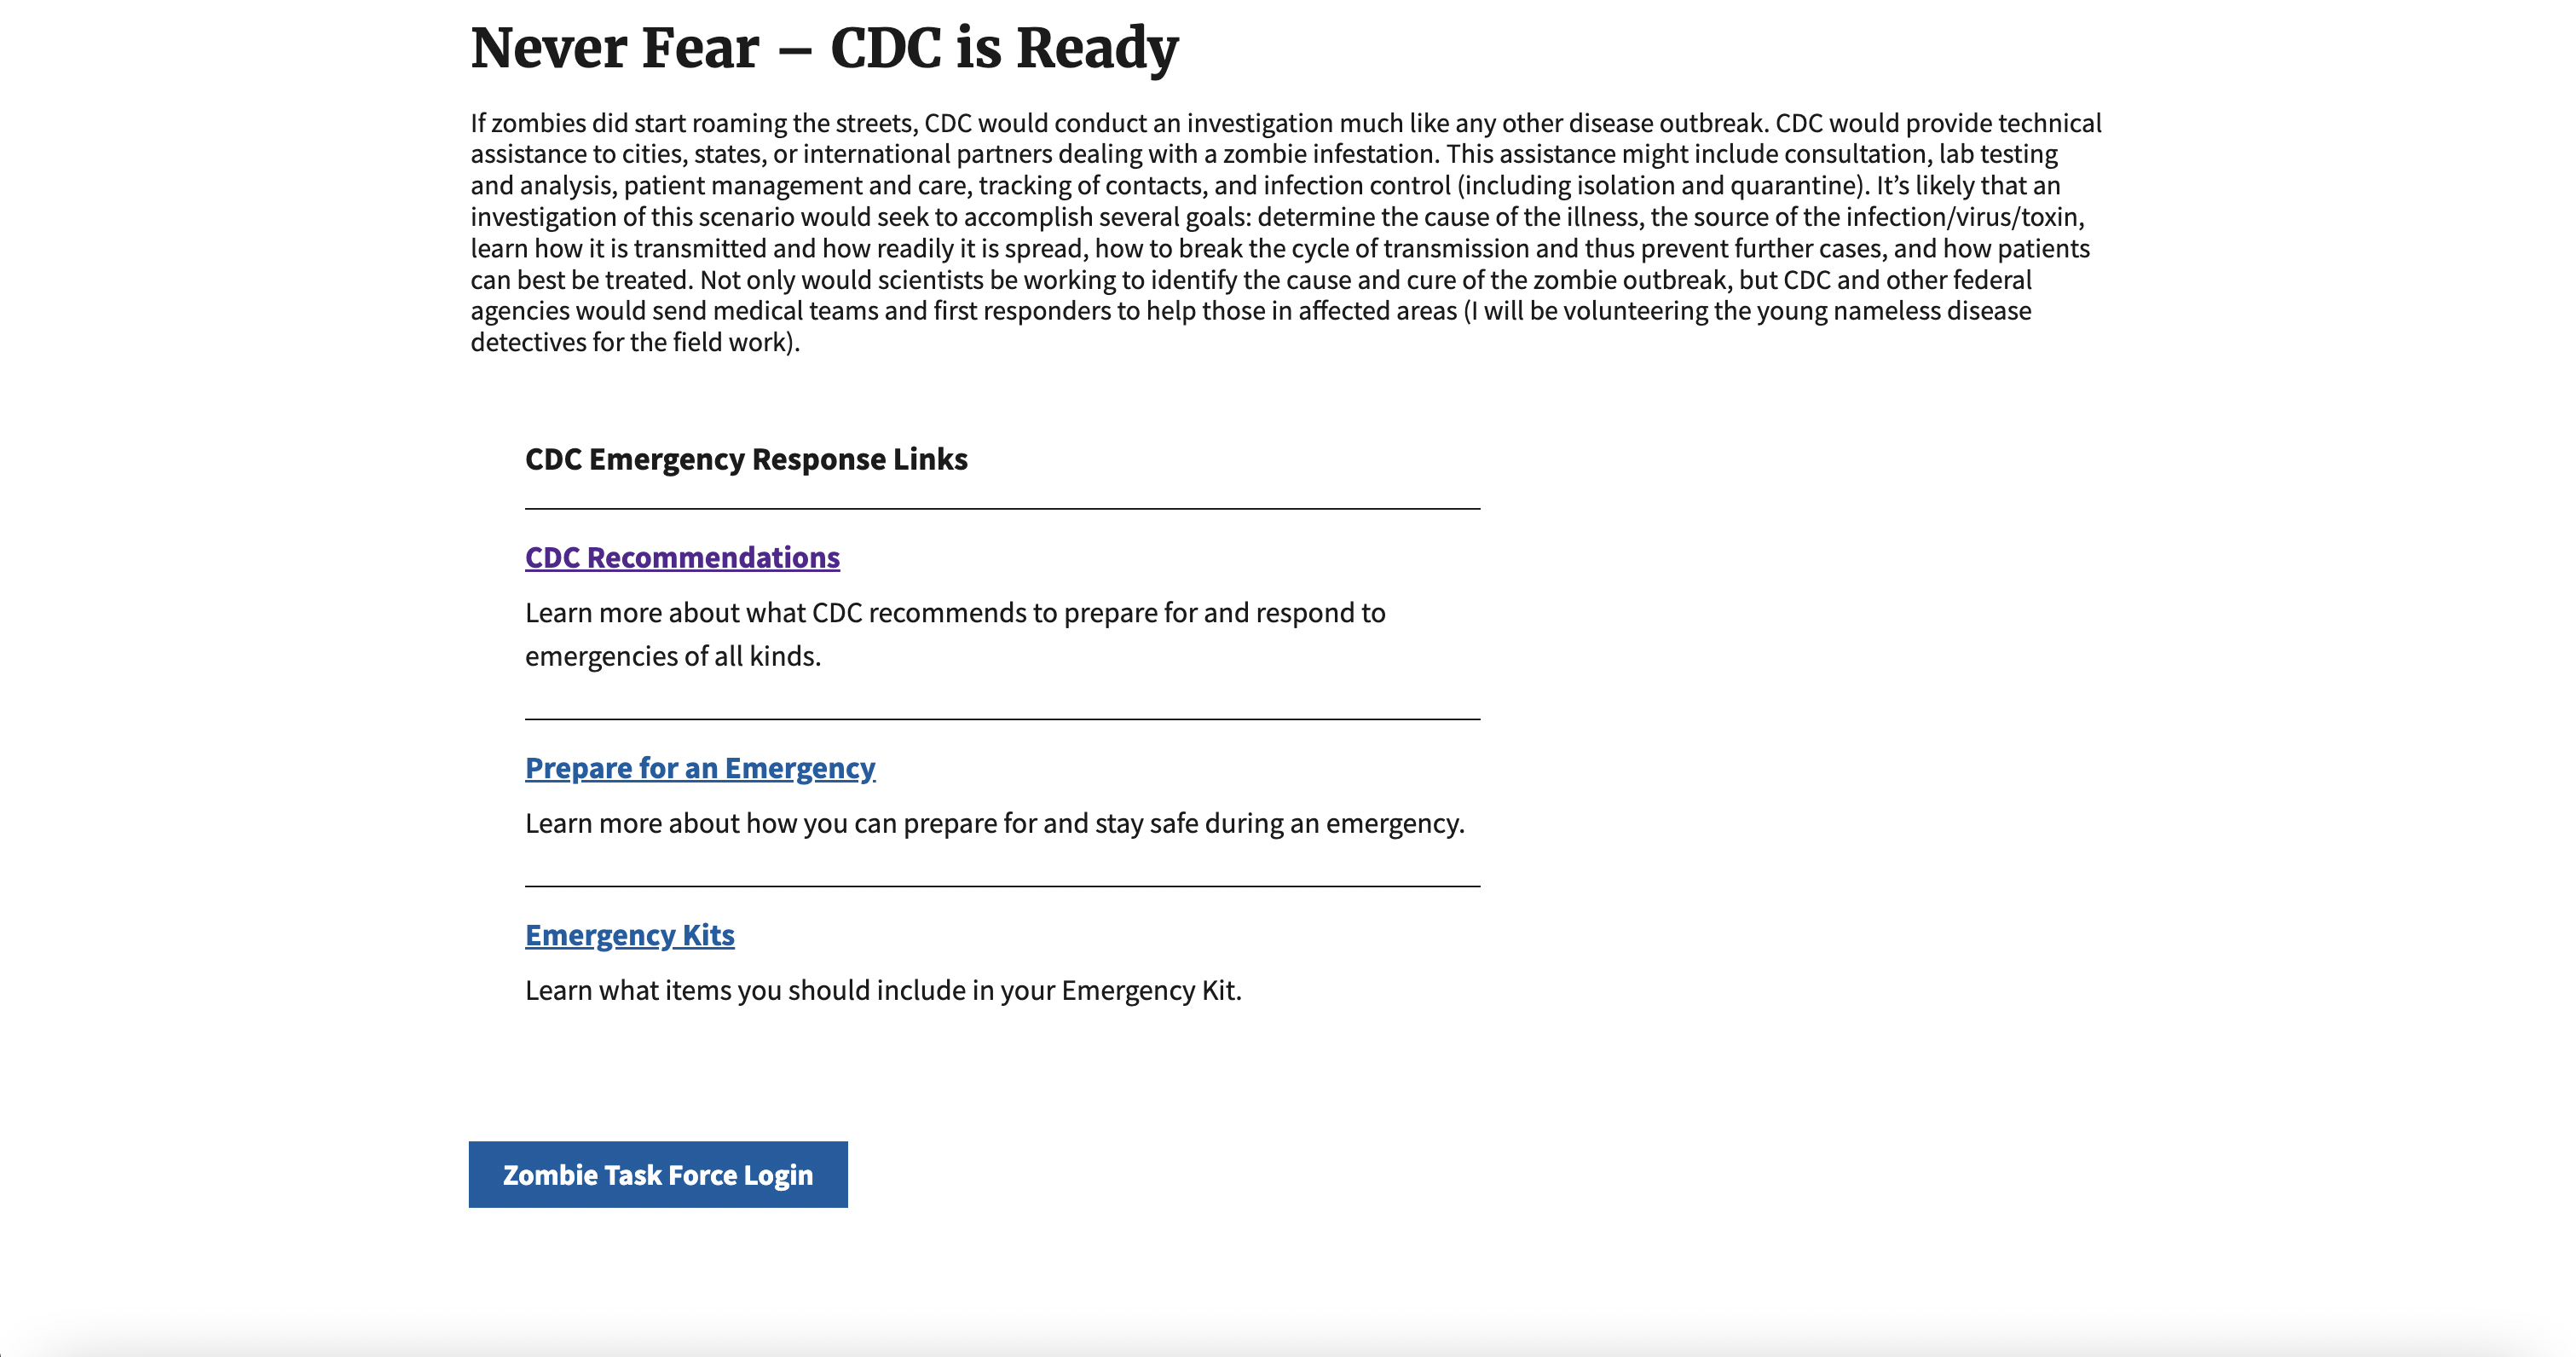 Never Fear – CDC is Ready
If zombies did start roaming the streets, CDC would conduct an investigation much like any other disease outbreak. CDC would provide technical
assistance to cities, states, or international partners dealing with a zombie infestation. This assistance might include consultation, lab testing
and analysis, patient management and care, tracking of contacts, and infection control (including isolation and quarantine). It’s likely that an
investigation of this scenario would seek to accomplish several goals: determine the cause of the illness, the source of the infection/virus/toxin,
learn how it is transmitted and how readily it is spread, how to break the cycle of transmission and thus prevent further cases, and how patients
can best be treated. Not only would scientists be working to identify the cause and cure of the zombie outbreak, but CDC and other federal
agencies would send medical teams and first responders to help those in affected areas (I will be volunteering the young nameless disease
detectives for the field work).
CDC Emergency Response Links
CDC Recommendations
Learn more about what CDC recommends to prepare for and respond to
emergencies of all kinds.
Prepare for an Emergency
Learn more about how you can prepare for and stay safe during an emergency.
Emergency Kits
Learn what items you should include in your Emergency Kit.
Zombie Task Force Login